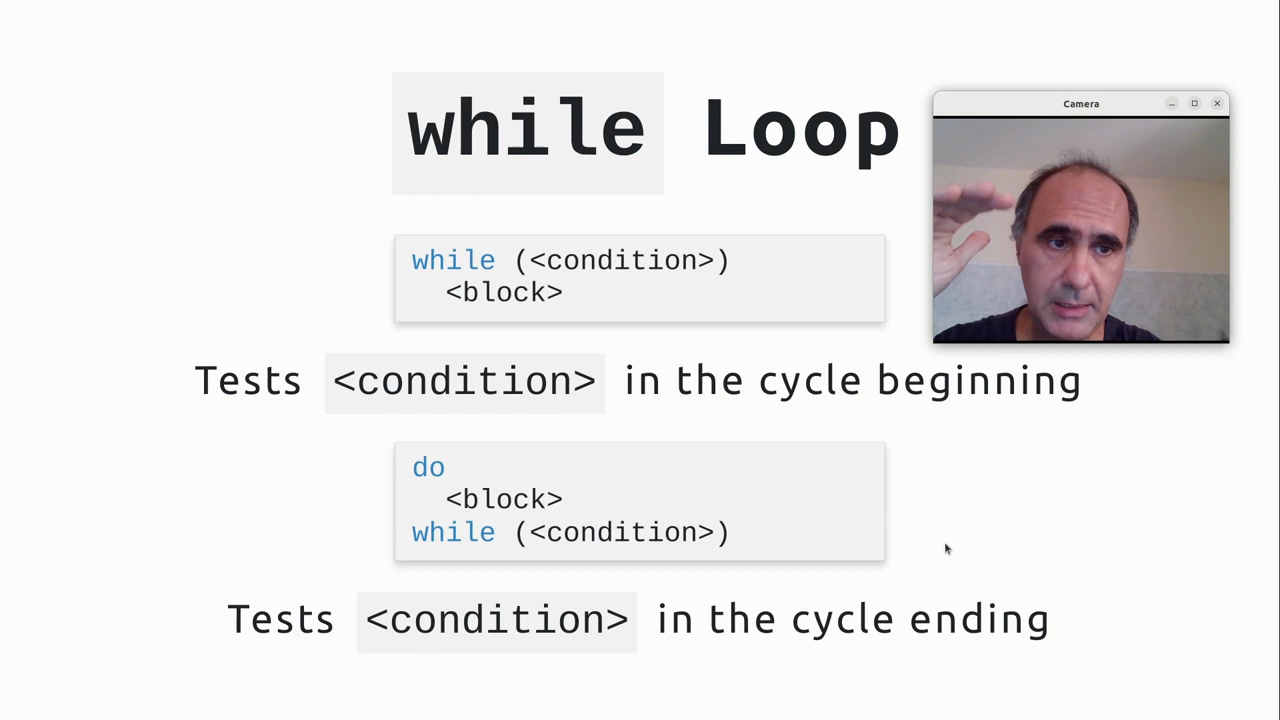 while Loop
Camera
while (<condition>)
<block>
Tests <condition> in the cycle beginning
do
<block>
while (<condition>)
Tests <condition> in the cycle ending